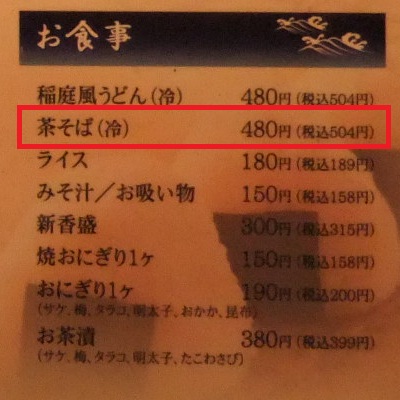 お食事
稲庭風うどん(冷) 480円(税込504円)
茶そば(冷) 480円(税込504円)
ライス 180円(税込189円)
みそ汁/お吸い物 150円(税込158円)
新香盛 300円(税込315円)
焼おにぎり1ヶ 150円(税込158円)
おにぎり1ヶ 190円(税込200円)
(サケ、梅、タラコ、明太子、おかか、昆布)
お茶漬 380円(税込399円)
(サケ、梅、タラコ、明太子、たこわさび)